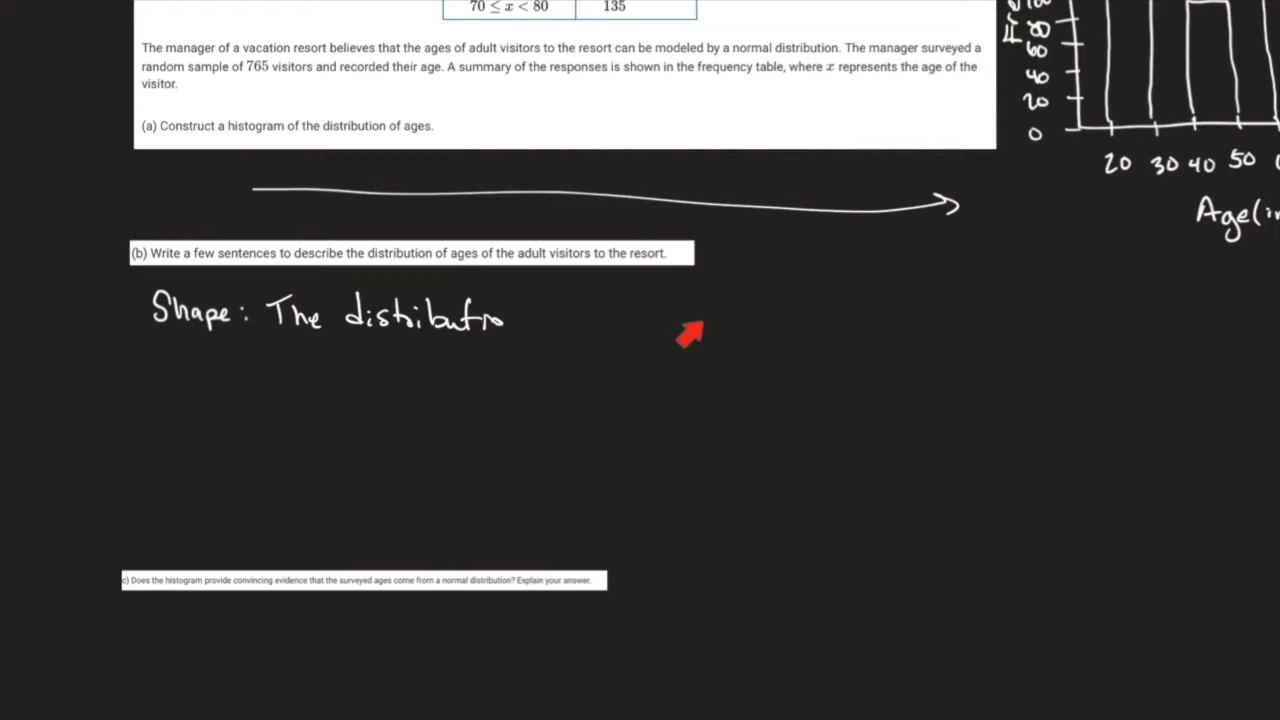 70 ≤ x < 80 135
The manager of a vacation resort believes that the ages of adult visitors to the resort can be modeled by a normal distribution. The manager surveyed a
random sample of 765 visitors and recorded their age. A summary of the responses is shown in the frequency table, where x represents the age of the
visitor.
(a) Construct a histogram of the distribution of ages.
80
60
40
20
0
20 30 40 50
Age(in
(b) Write a few sentences to describe the distribution of ages of the adult visitors to the resort.
Shape: The distributio
c) Does the histogram provide convincing evidence that the surveyed ages come from a normal distribution? Explain your answer.